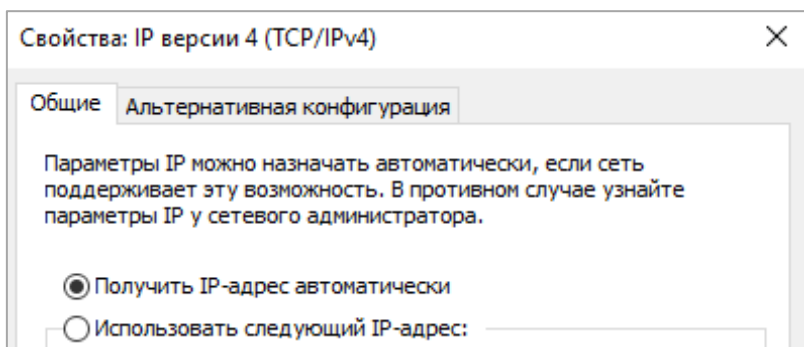 Свойства: IP версии 4 (TCP/IPv4)
Общие
Альтернативная конфигурация
Параметры IP можно назначать автоматически, если сеть
поддерживает эту возможность. В противном случае узнайте
параметры IP у сетевого администратора.
Получить IP-адрес автоматически
Использовать следующий IP-адрес: